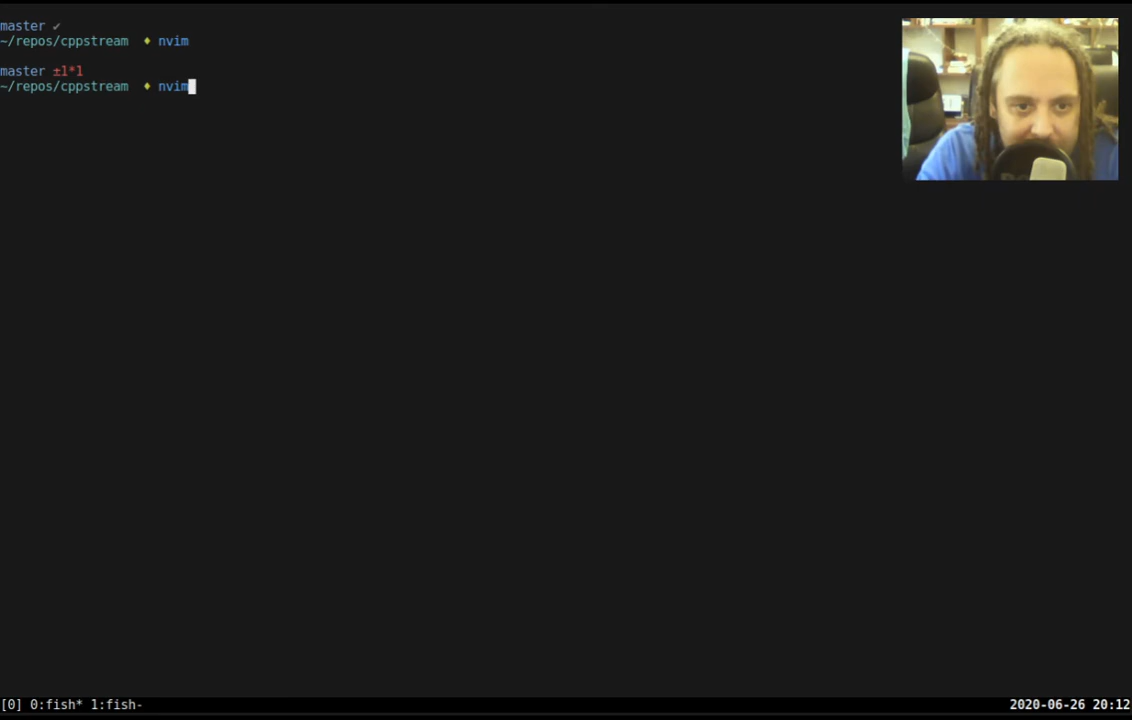 master ✓
~/repos/cppstream ♦ nvim
master ±1*1
~/repos/cppstream ♦ nvim
[0] 0:fish* 1:fish- 2020-06-26 20:12